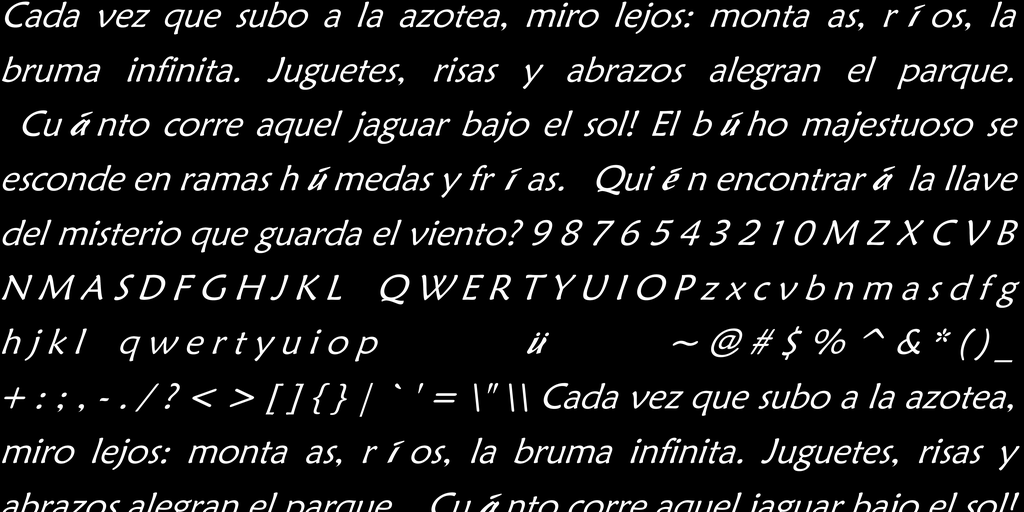 Cada vez que subo a la azotea, miro lejos: monta as, r í os, la
bruma infinita. Juguetes, risas y abrazos alegran el parque.
Cu á nto corre aquel jaguar bajo el sol! El b ú ho majestuoso se
esconde en ramas h ú medas y fr í as. Qui é n encontrar á la llave
del misterio que guarda el viento? 9 8 7 6 5 4 3 2 1 0 M Z X C V B
N M A S D F G H J K L Q W E R T Y U I O P z x c v b n m a s d f g
h j k l q w e r t y u i o p ü ~ @ # $ % ^ & * ( ) _
+ : ; , - . / ? < > [ ] { } | ` ' = \" \\ Cada vez que subo a la azotea,
miro lejos: monta as, r í os, la bruma infinita. Juguetes, risas y
abrazos alegran el parque. Cu á nto corre aquel jaguar bajo el sol!